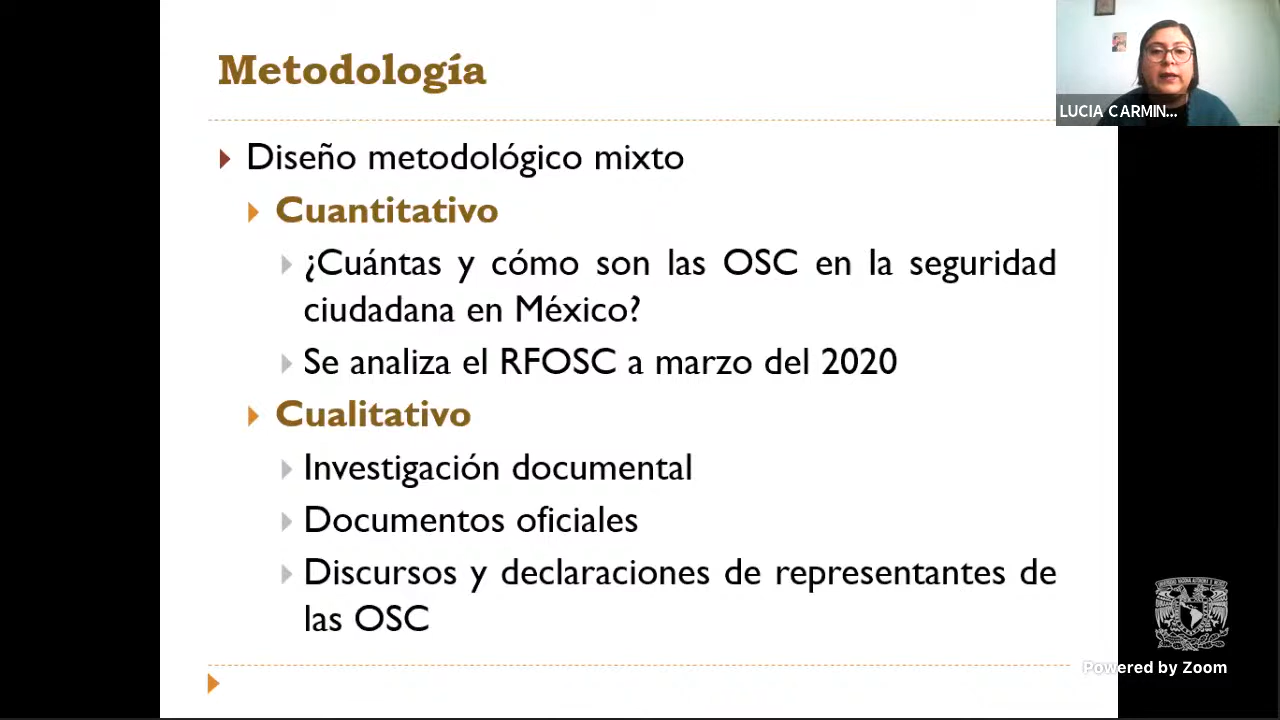 Metodología
LUCIA CARMIN...
Diseño metodológico mixto
Cuantitativo
¿Cuántas y cómo son las OSC en la seguridad
ciudadana en México?
Se analiza el RFOSC a marzo del 2020
Cualitativo
Investigación documental
Documentos oficiales
Discursos y declaraciones de representantes de
las OSC
Powered by Zoom